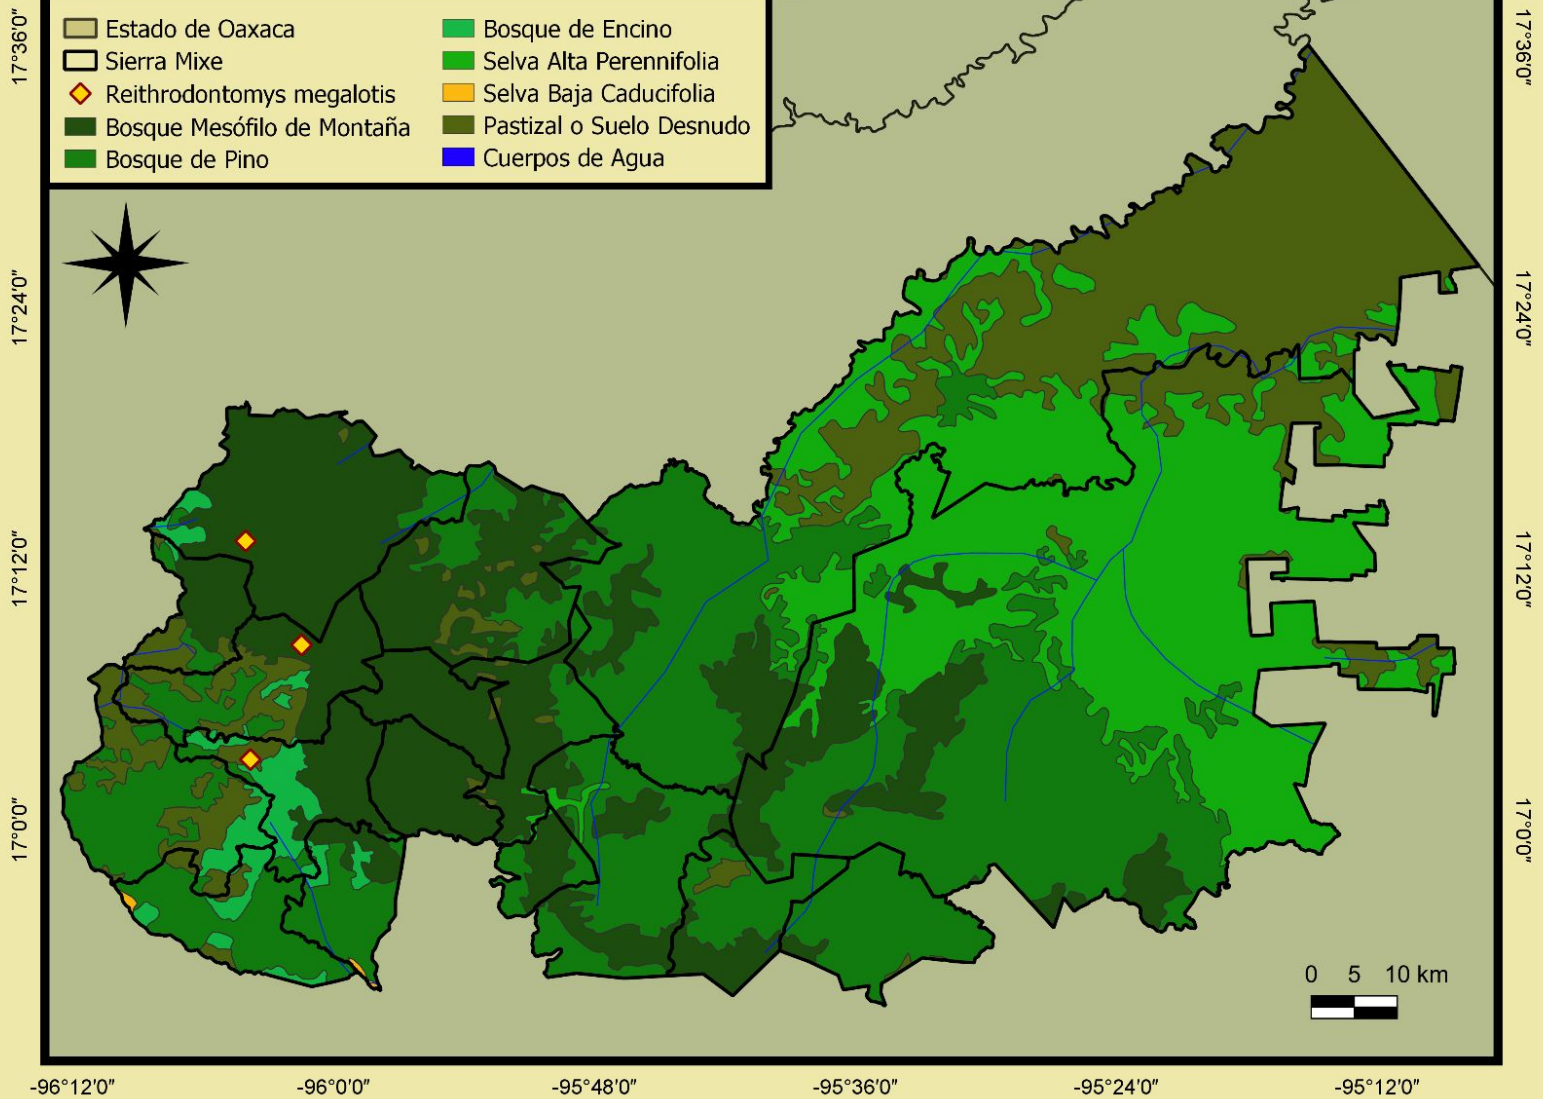 Estado de Oaxaca
Sierra Mixe
Reithrodontomys megalotis
Bosque Mesófilo de Montaña
Bosque de Pino
Bosque de Encino
Selva Alta Perennifolia
Selva Baja Caducifolia
Pastizal o Suelo Desnudo
Cuerpos de Agua
17°36'0"
17°24'0"
17°12'0"
17°0'0"
17°36'0"
17°24'0"
17°12'0"
17°0'0"
0 5 10 km
-96°12'0" -96°0'0" -95°48'0" -95°36'0" -95°24'0" -95°12'0"